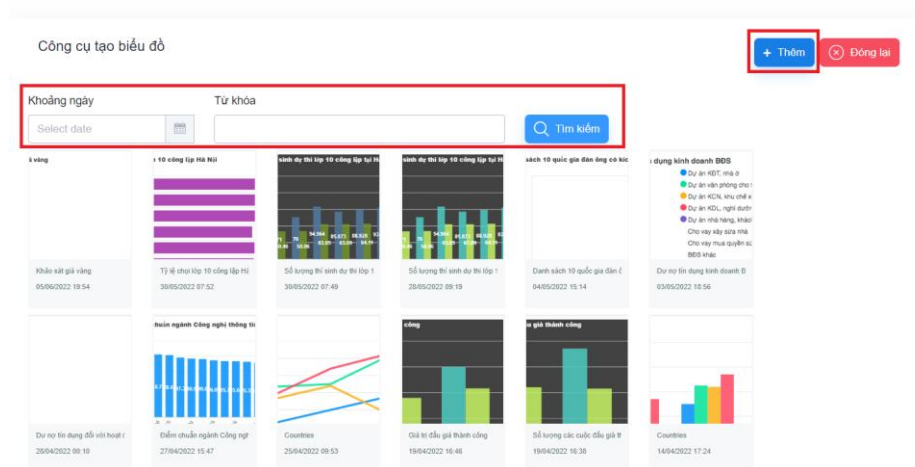 Công cụ tạo biểu đồ
+ Thêm
Đóng lại
Khoảng ngày
Từ khóa
Select date
Tìm kiếm
á vàng
10 công lập Hà Nội
sinh dự thi lớp 10 công lập tại H
sinh dự thi lớp 10 công lập tại H
sách 10 quốc gia đàn ông có kíc
dụng kinh doanh BĐS
Dự án KĐT, nhà ở
Dự án văn phòng cho
Dự án KCN, khu chế x
Dự án KDL, nghỉ dưỡn
Dự án nhà hàng, khác
Cho vay xây sửa nhà
Cho vay mua quyền sử
BĐS khác
Khảo sát giá vàng
Tỷ lệ chọi lớp 10 công lập Hà
Số lượng thí sinh dự thi lớp 1
Số lượng thí sinh dự thi lớp 1
Danh sách 10 quốc gia đàn ô
Dư nợ tín dụng kinh doanh B
05/06/2022 19:54
30/05/2022 07:52
30/05/2022 07:49
28/05/2022 09:19
04/05/2022 15:14
03/05/2022 18:56
huẩn ngành Công nghị thông ti
công
u giá thành công
Dư nợ tín dụng đối với hoạt đ
Điểm chuẩn ngành Công ngh
Countries
Giá trị đấu giá thành công
Số lượng các cuộc đấu giá th
Countries
28/04/2022 00:10
27/04/2022 15:47
25/04/2022 09:53
19/04/2022 16:46
19/04/2022 16:38
14/04/2022 17:24